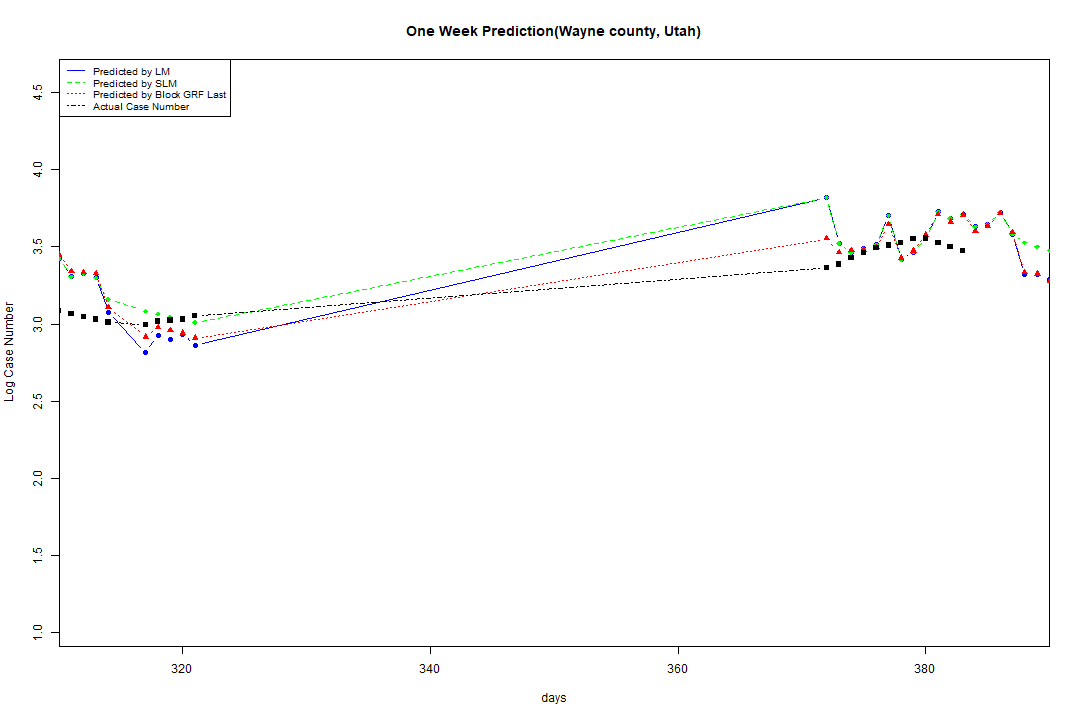 One Week Prediction(Wayne county, Utah)
Predicted by LM
Predicted by SLM
Predicted by Block GRF Last
Actual Case Number
4.5
4.0
3.5
3.0
2.5
2.0
1.5
1.0
Log Case Number
320 340 360 380
days